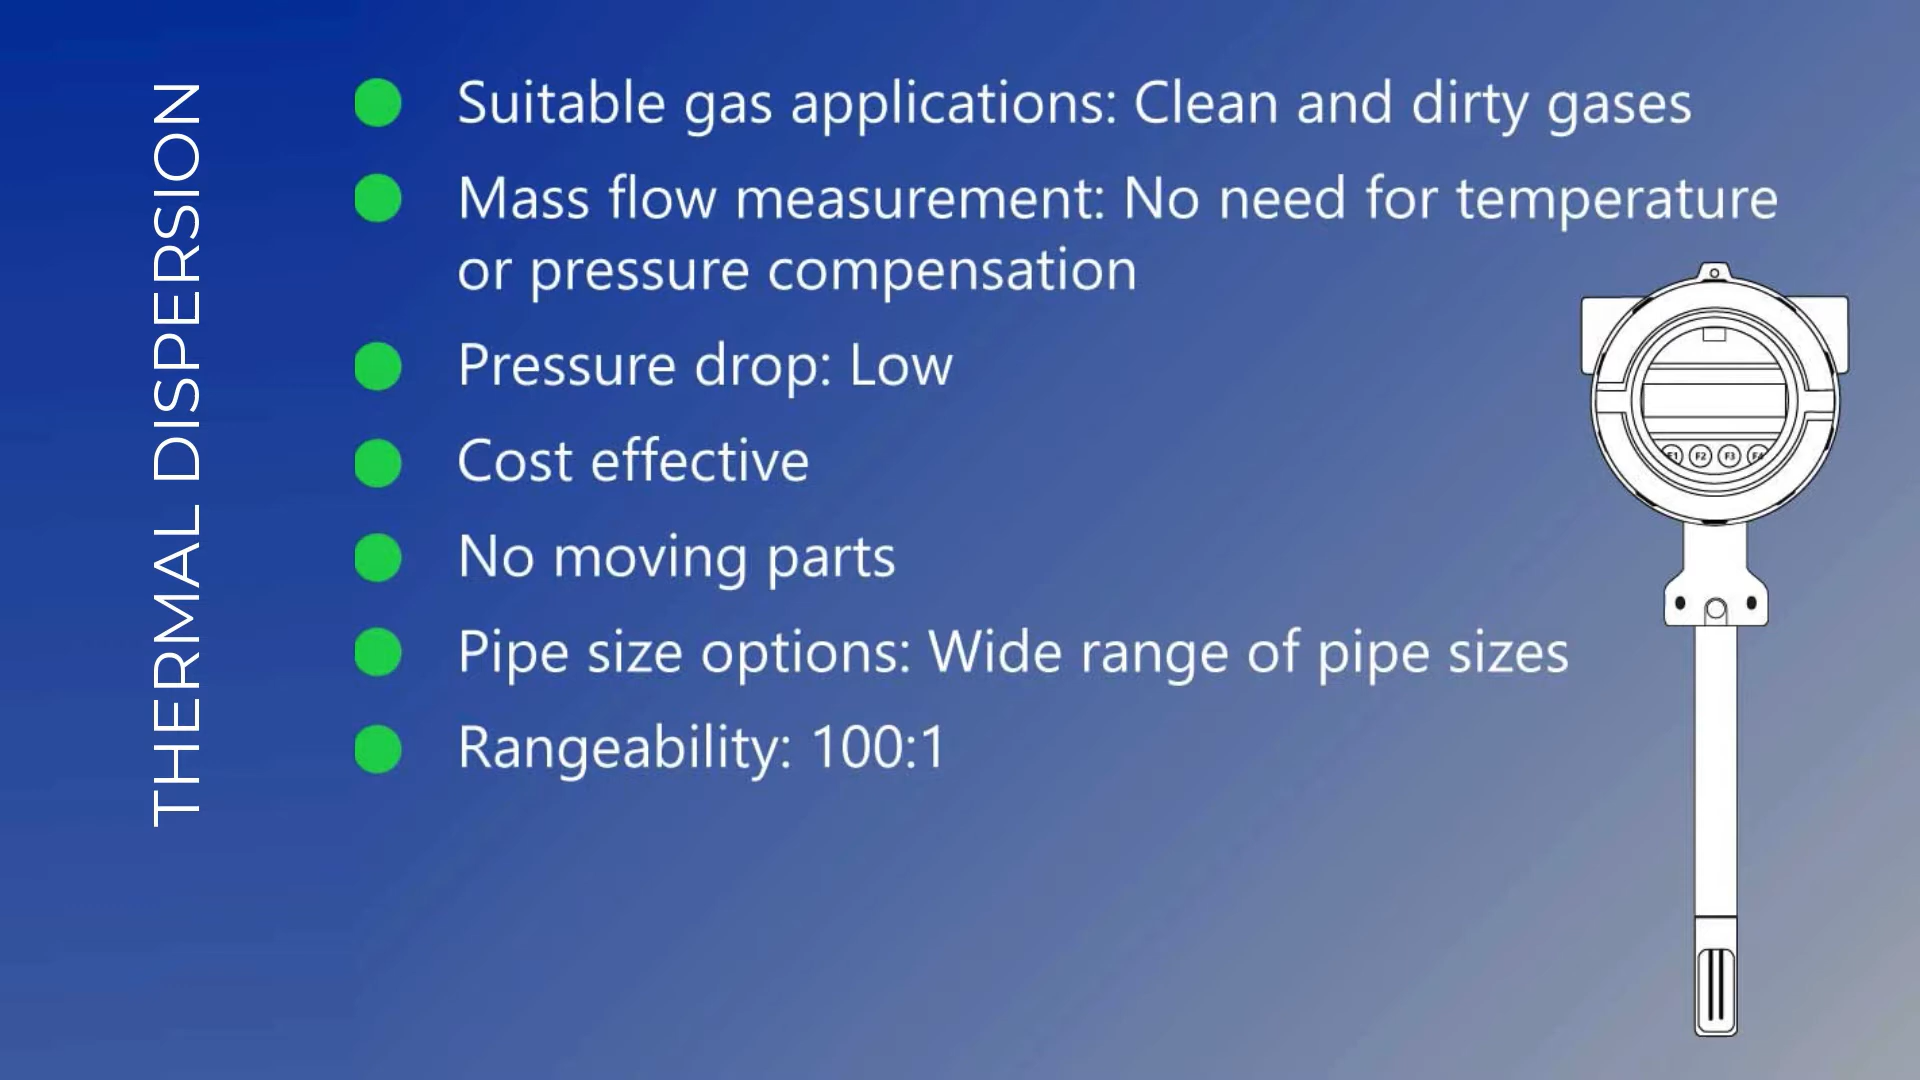 THERMAL DISPERSION
Suitable gas applications: Clean and dirty gases
Mass flow measurement: No need for temperature
or pressure compensation
Pressure drop: Low
Cost effective
No moving parts
Pipe size options: Wide range of pipe sizes
Rangeability: 100:1
F1 F2 F3 F4